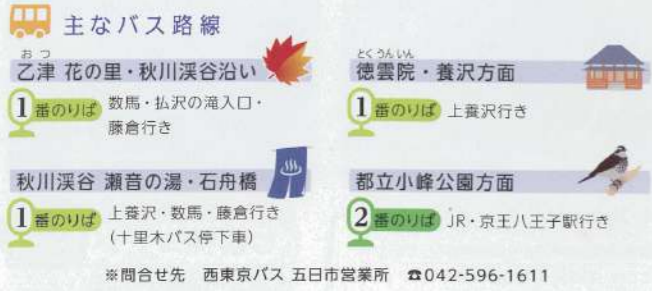 主なバス路線
おつ
乙津 花の里・秋川渓谷沿い
1番のりば 数馬・払沢の滝入口・
藤倉行き
とくうんいん
徳雲院・養沢方面
1番のりば 上養沢行き
秋川渓谷 瀬音の湯・石舟橋
1番のりば 上養沢・数馬・藤倉行き
(十里木バス停下車)
都立小峰公園方面
2番のりば JR・京王八王子駅行き
※問合せ先 西東京バス 五日市営業所 ☎042-596-1611